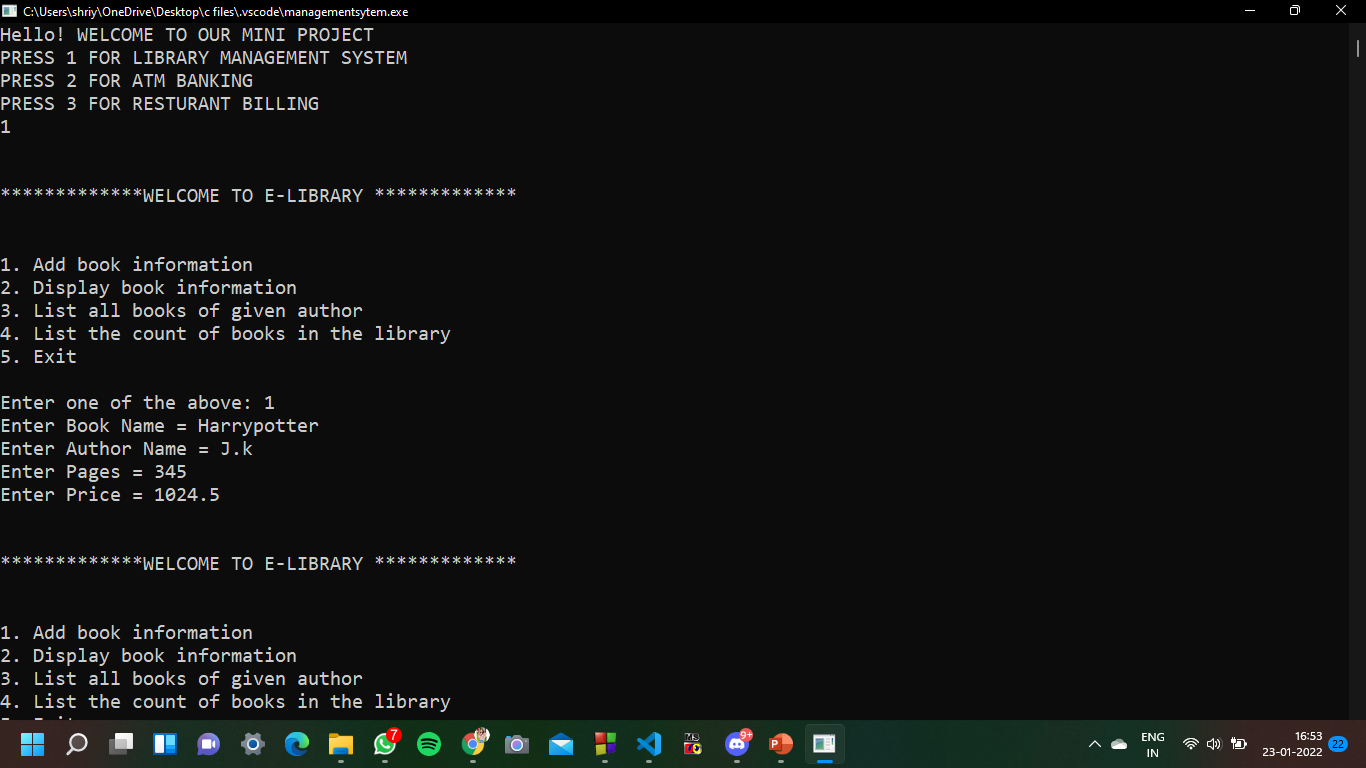 C:\Users\shriy\OneDrive\Desktop\c files\.vscode\managementsytem.exe
Hello! WELCOME TO OUR MINI PROJECT
PRESS 1 FOR LIBRARY MANAGEMENT SYSTEM
PRESS 2 FOR ATM BANKING
PRESS 3 FOR RESTURANT BILLING
1
*************WELCOME TO E-LIBRARY *************
1. Add book information
2. Display book information
3. List all books of given author
4. List the count of books in the library
5. Exit
Enter one of the above: 1
Enter Book Name = Harrypotter
Enter Author Name = J.k
Enter Pages = 345
Enter Price = 1024.5
*************WELCOME TO E-LIBRARY *************
1. Add book information
2. Display book information
3. List all books of given author
4. List the count of books in the library
7
9+
P
ENG
IN
16:53
23-01-2022
22